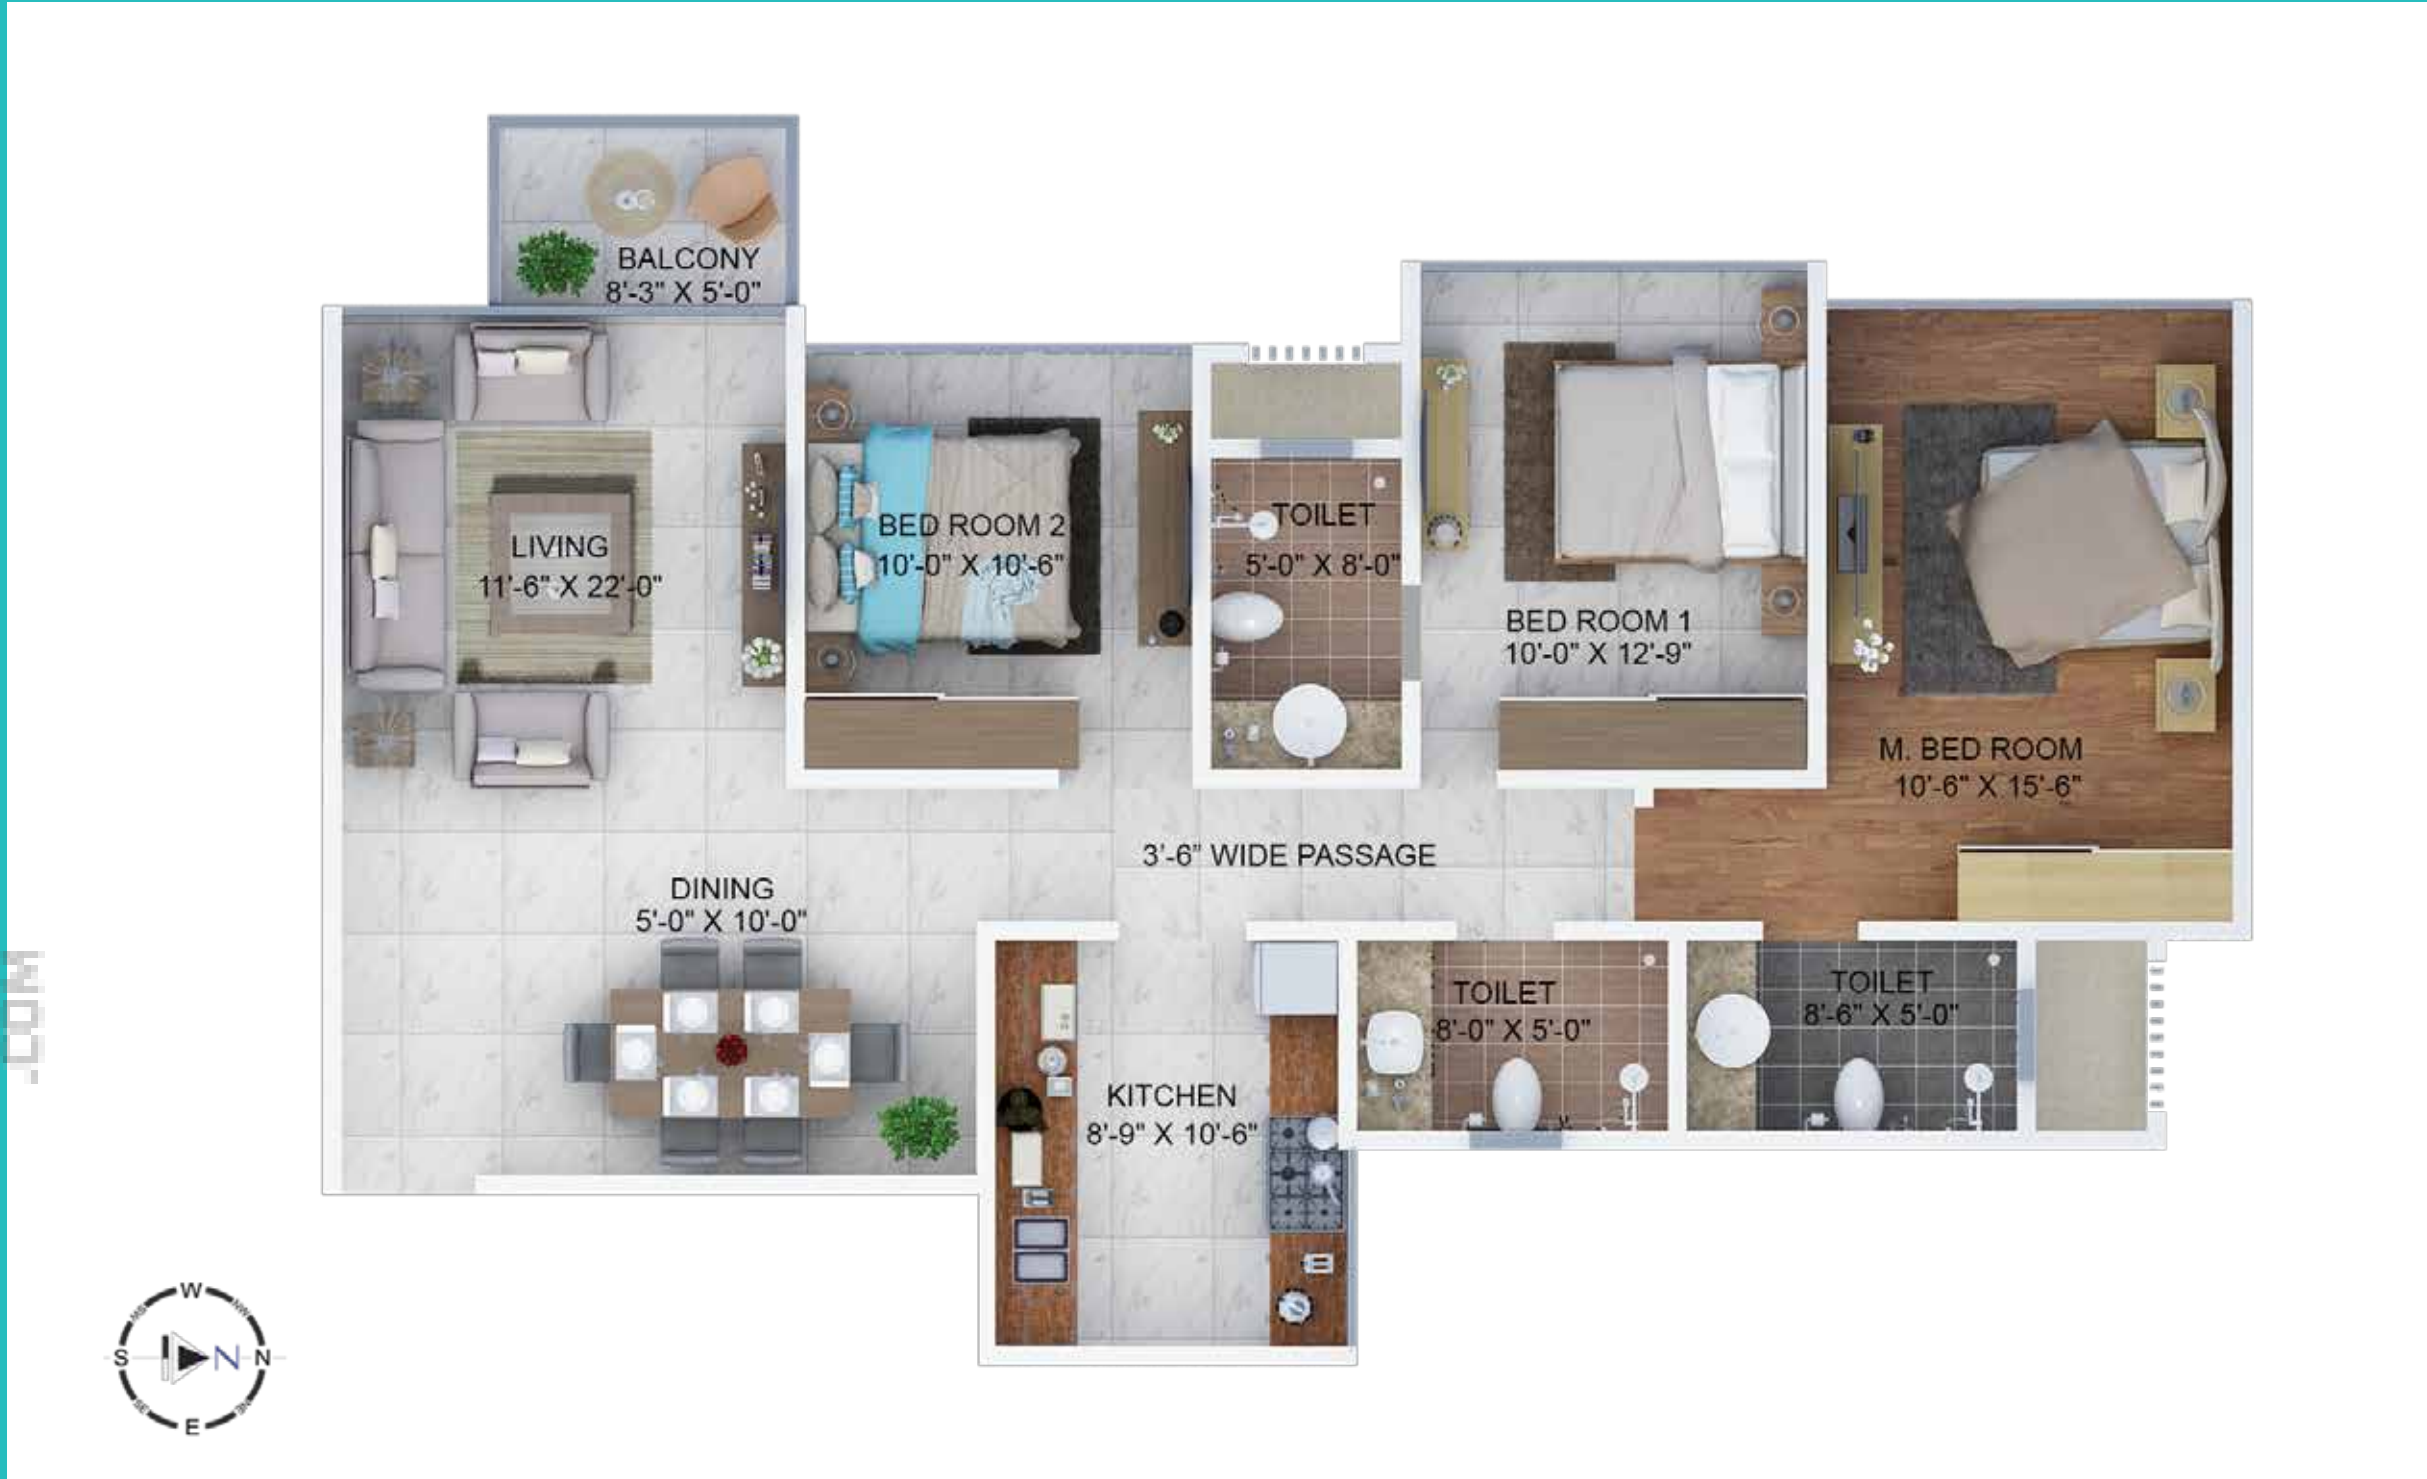 BALCONY
8'-3" X 5'-0"
LIVING
11'-6" X 22'-0"
BED ROOM 2
10'-0" X 10'-6"
TOILET
5'-0" X 8'-0"
BED ROOM 1
10'-0" X 12'-9"
M. BED ROOM
10'-6" X 15'-6"
3'-6" WIDE PASSAGE
DINING
5'-0" X 10'-0"
KITCHEN
8'-9" X 10'-6"
TOILET
8'-0" X 5'-0"
TOILET
8'-6" X 5'-0"
W
NW
N
NE
E
SE
S
N